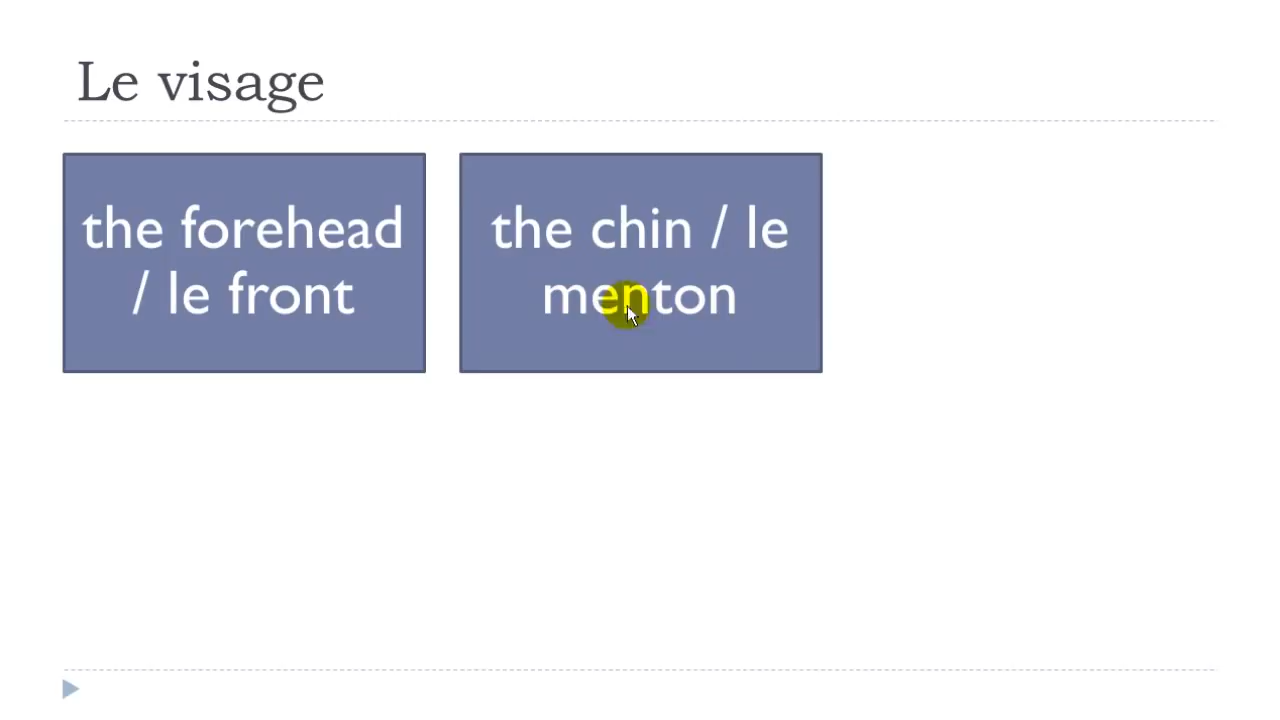 Le visage
the forehead
/ le front
the chin / le
menton